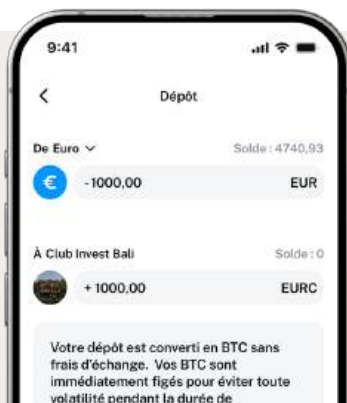 9:41
Dépôt
De Euro Solde : 4740,93
€ -1000,00 EUR
À Club Invest Bali Solde : 0
+ 1000,00 EURC
Votre dépôt est converti en BTC sans
frais d'échange. Vos BTC sont
immédiatement figés pour éviter toute
volatilité pendant la durée de